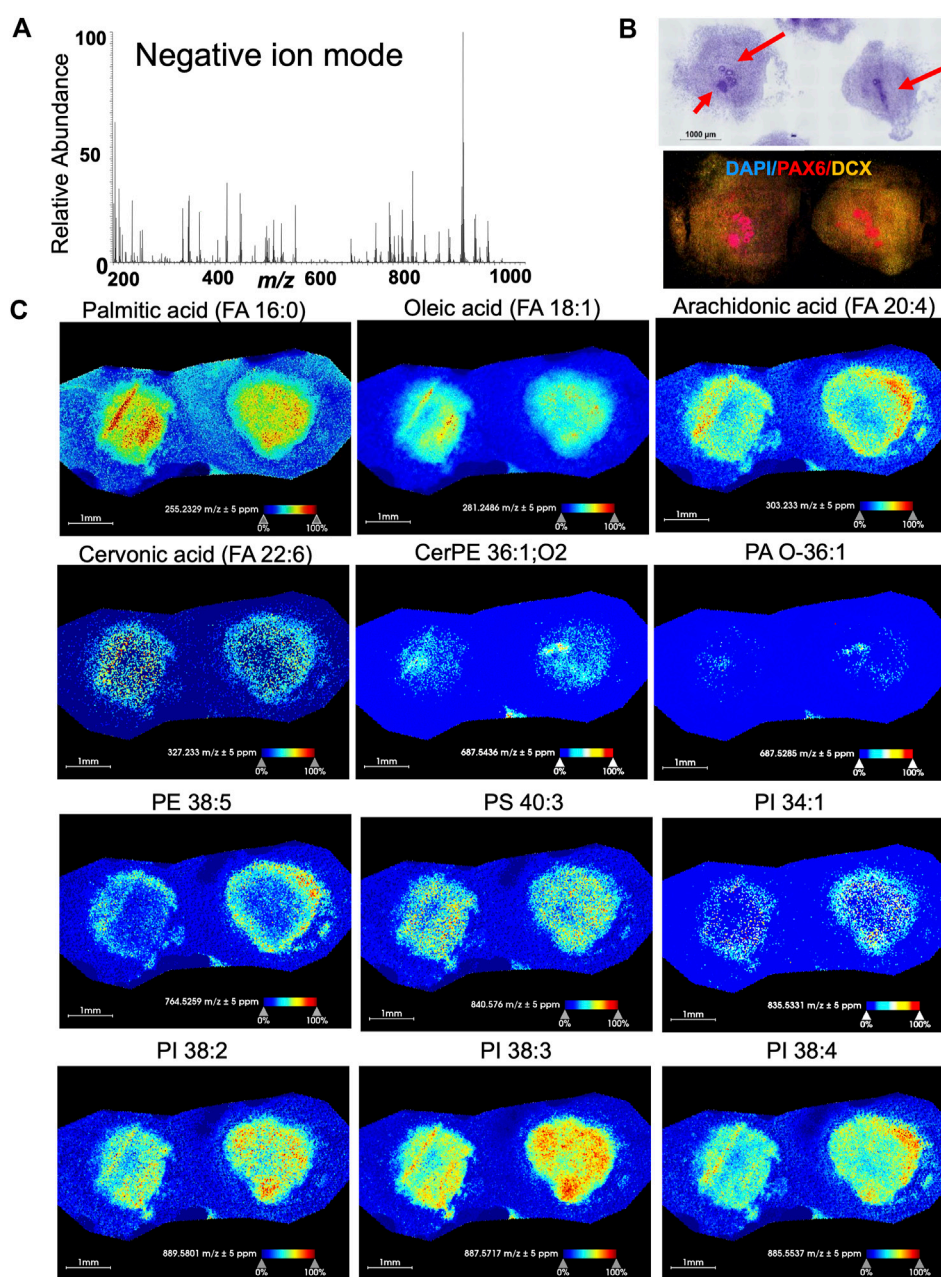 A
Negative ion mode
Relative Abundance
100
50
0
200
400
m/z
600
800
1000
B
1000 µm
DAPI/PAX6/DCX
C
Palmitic acid (FA 16:0)
Oleic acid (FA 18:1)
Arachidonic acid (FA 20:4)
1mm
255.2329 m/z ± 5 ppm
0%
100%
1mm
281.2486 m/z ± 5 ppm
0%
100%
1mm
303.233 m/z ± 5 ppm
0%
100%
Cervonic acid (FA 22:6)
CerPE 36:1;O2
PA O-36:1
1mm
327.233 m/z ± 5 ppm
0%
100%
1mm
687.5436 m/z ± 5 ppm
0%
100%
1mm
687.5285 m/z ± 5 ppm
0%
100%
PE 38:5
PS 40:3
PI 34:1
1mm
764.5259 m/z ± 5 ppm
0%
100%
1mm
840.576 m/z ± 5 ppm
0%
100%
1mm
835.5331 m/z ± 5 ppm
0%
100%
PI 38:2
PI 38:3
PI 38:4
1mm
889.5801 m/z ± 5 ppm
0%
100%
1mm
887.5717 m/z ± 5 ppm
0%
100%
1mm
885.5537 m/z ± 5 ppm
0%
100%